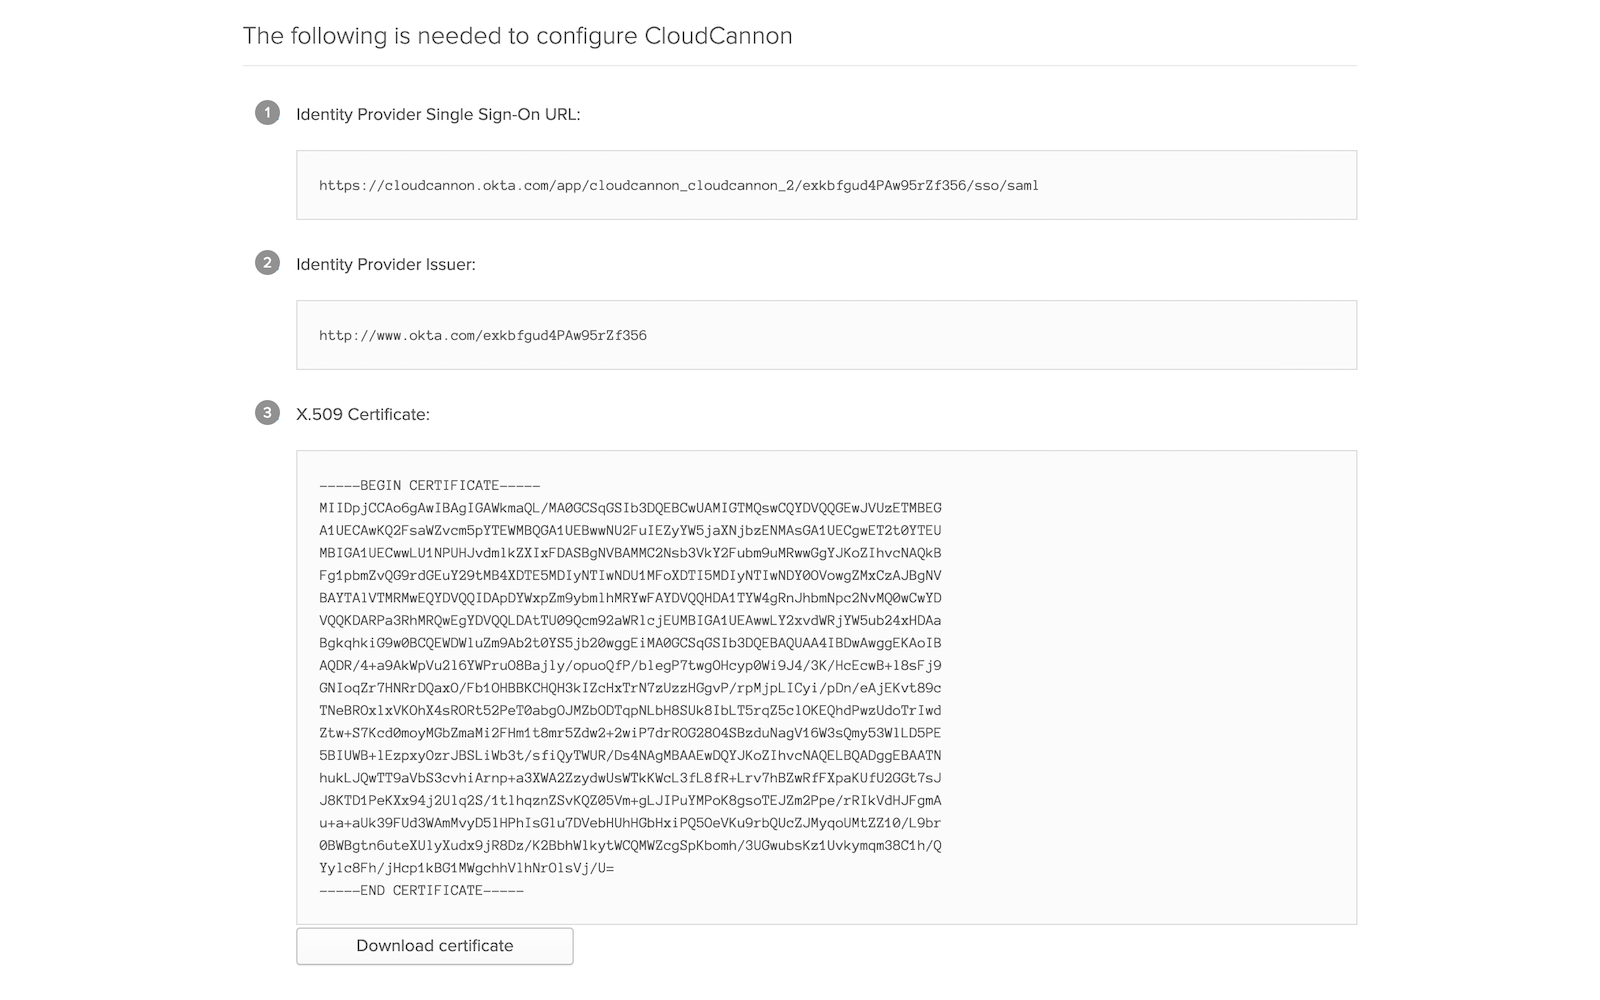 The following is needed to configure CloudCannon
1 Identity Provider Single Sign-On URL:
https://cloudcannon.okta.com/app/cloudcannon_cloudcannon_2/exkbfgud4PAw95rZf356/sso/saml
2 Identity Provider Issuer:
http://www.okta.com/exkbfgud4PAw95rZf356
3 X.509 Certificate:
-----BEGIN CERTIFICATE-----
MIIDpjCCAo6gAwIBAgIGAWkmaQL/MA0GCSqGSIb3DQEBCwUAMIGTMQswCQYDVQQGEwJVUzETMBEG
A1UECAwKQ2FsaWZvcm5pYTEWMBQGA1UEBwwNU2FuIEZyYW5jaXNjbzENMAsGA1UECgwET2t0YTEU
MBIGA1UECwwLU1NPUHJvdmlkZXIxFDASBgNVBAMMC2Nsb3VkY2Fubm9uMRwwGgYJKoZIhvcNAQkB
Fg1pbmZvQG9rdGEuY29tMB4XDTE5MDIyNTIwNDU1MFoXDTI5MDIyNTIwNDY0OVowgZMxCzAJBgNV
BAYTAlVTMRMwEQYDVQQIDApDYWxpZm9ybmlhMRYwFAYDVQQHDA1TYW4gRnJhbmNpc2NvMQ0wCwYD
VQQKDARPa3RhMRQwEgYDVQQLDAtTU09Qcm92aWRlcjEUMBIGA1UEAwwLY2xvdWRjYW5ub24xHDAa
BgkqhkiG9w0BCQEWDWluZm9Ab2t0YS5jb20wggEiMA0GCSqGSIb3DQEBAQUAA4IBDwAwggEKAoIB
AQDR/4+a9AkWpVu2l6YWPruO8Bajly/opuoQfP/blegP7twgOHcyp0Wi9J4/3K/HcEcwB+l8sFj9
GNIoqZr7HNRrDQaxO/Fb1OHBBKCHQH3kIZcHxTrN7zUzzHGgvP/rpMjpLICyi/pDn/eAjEKvt89c
TNeBROxlxVKOhX4sRORt52PeT0abgOJMZbODTqpNLbH8SUk8IbLT5rqZ5clOKEQhdPwzUdoTrIwd
Ztw+S7Kcd0moyMGbZmaMi2FHm1t8mr5Zdw2+2wiP7drROG28O4SBzduNagV16W3sQmy53WlLD5PE
5BIUWB+lEzpxyOzrJBSLiWb3t/sfiQyTWUR/Ds4NAgMBAAEwDQYJKoZIhvcNAQELBQADggEBAATN
hukLJQwTT9aVbS3cvhiArnp+a3XWA2ZzydwUsWTkKWcL3fL8fR+Lrv7hBZwRfFXpaKUfU2GGt7sJ
J8KTD1PeKXx94j2Ulq2S/1tlhqznZSvKQZ05Vm+gLJIPuYMPoK8gsoTEJZm2Ppe/rRIkVdHJFgmA
u+a+aUk39FUd3WAmMvyD5lHPhIsGlu7DVebHUhHGbHxiPQ5OeVKu9rbQUcZJMyqoUMtZZ10/L9br
0BWBgtn6uteXUlyXudx9jR8Dz/K2BbhWlkytWCQMWZcgSpKbomh/3UGwubsKz1Uvkymqm38C1h/Q
Yylc8Fh/jHcp1kBG1MWgchhVlhNrOlsVj/U=
-----END CERTIFICATE-----
Download certificate